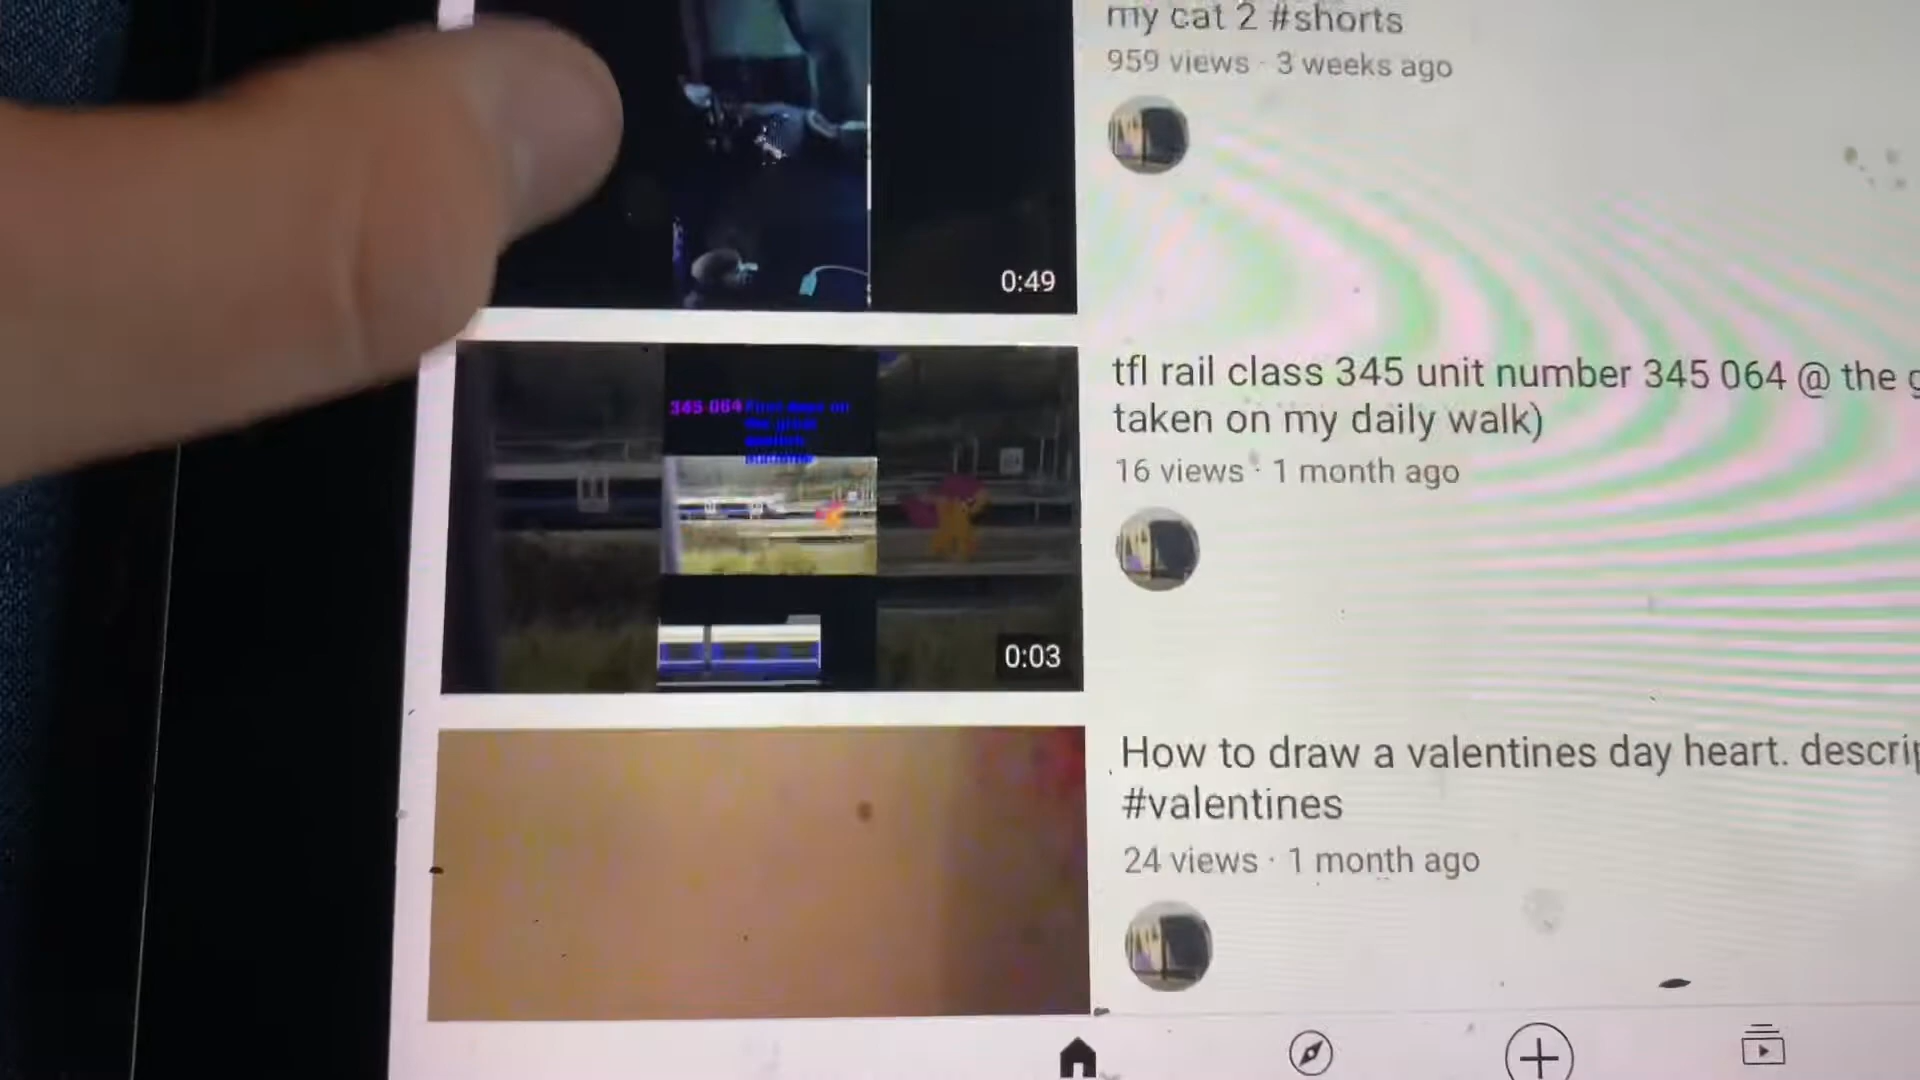 my cat 2 #shorts
959 views · 3 weeks ago
0:49
tfl rail class 345 unit number 345 064 @ the g
taken on my daily walk)
16 views · 1 month ago
345 064
0:03
How to draw a valentines day heart. descrip
#valentines
24 views · 1 month ago